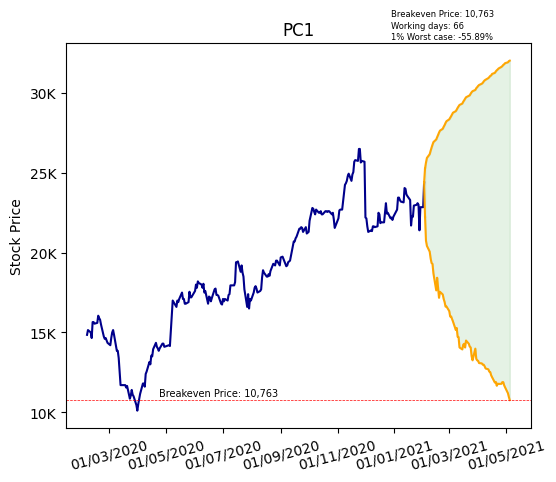 Breakeven Price: 10,763
Working days: 66
1% Worst case: -55.89%
PC1
Stock Price
30K
25K
20K
15K
10K
Breakeven Price: 10,763
01/03/2020
01/05/2020
01/07/2020
01/09/2020
01/11/2020
01/01/2021
01/03/2021
01/05/2021